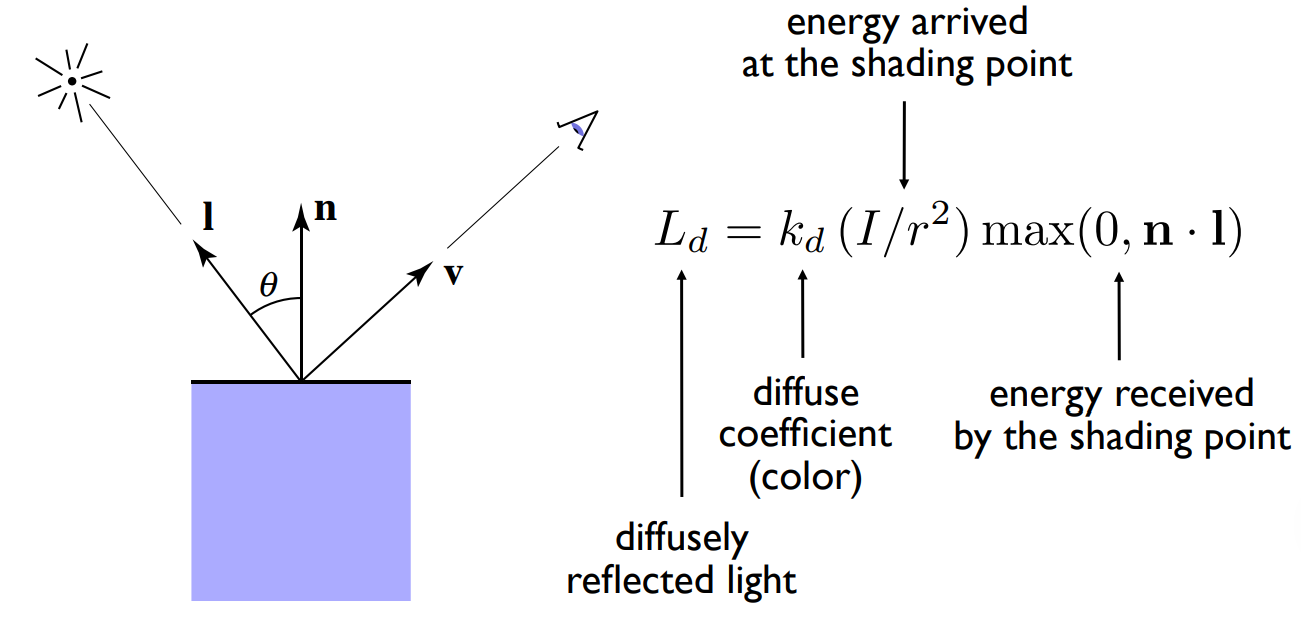 l
n
θ
v
energy arrived
at the shading point
L_d = k_d (I/r²) max(0, n · l)
diffuse
coefficient
(color)
energy received
by the shading point
diffusely
reflected light